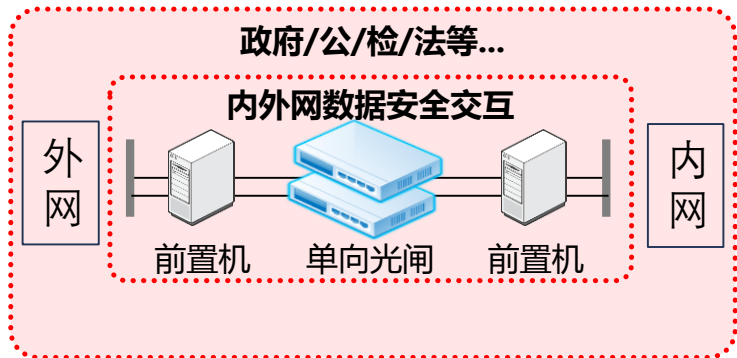 政府/公/检/法等...
内外网数据安全交互
外网
内网
前置机
单向光闸
前置机